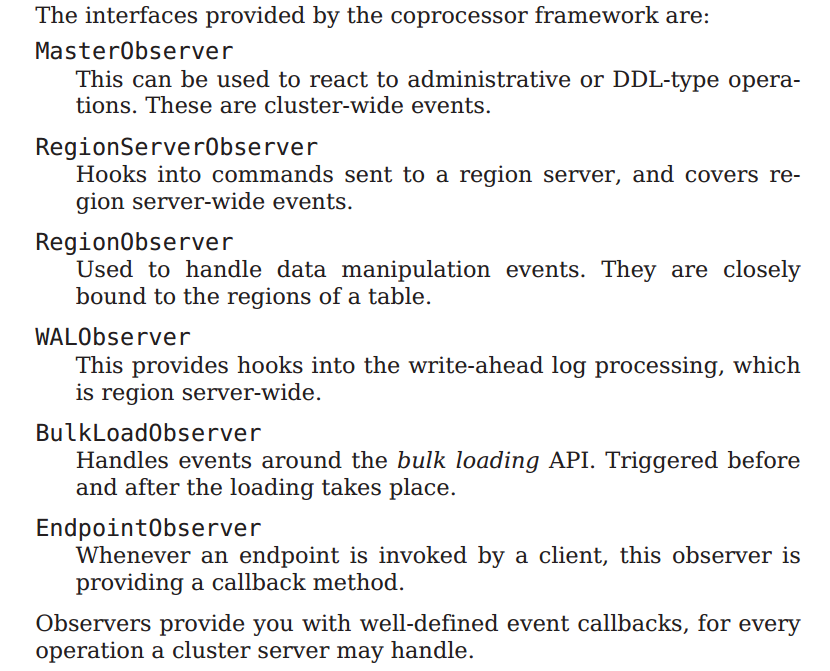 The interfaces provided by the coprocessor framework are:
MasterObserver
This can be used to react to administrative or DDL-type opera-
tions. These are cluster-wide events.
RegionServerObserver
Hooks into commands sent to a region server, and covers re-
gion server-wide events.
RegionObserver
Used to handle data manipulation events. They are closely
bound to the regions of a table.
WALObserver
This provides hooks into the write-ahead log processing, which
is region server-wide.
BulkLoadObserver
Handles events around the bulk loading API. Triggered before
and after the loading takes place.
EndpointObserver
Whenever an endpoint is invoked by a client, this observer is
providing a callback method.
Observers provide you with well-defined event callbacks, for every
operation a cluster server may handle.